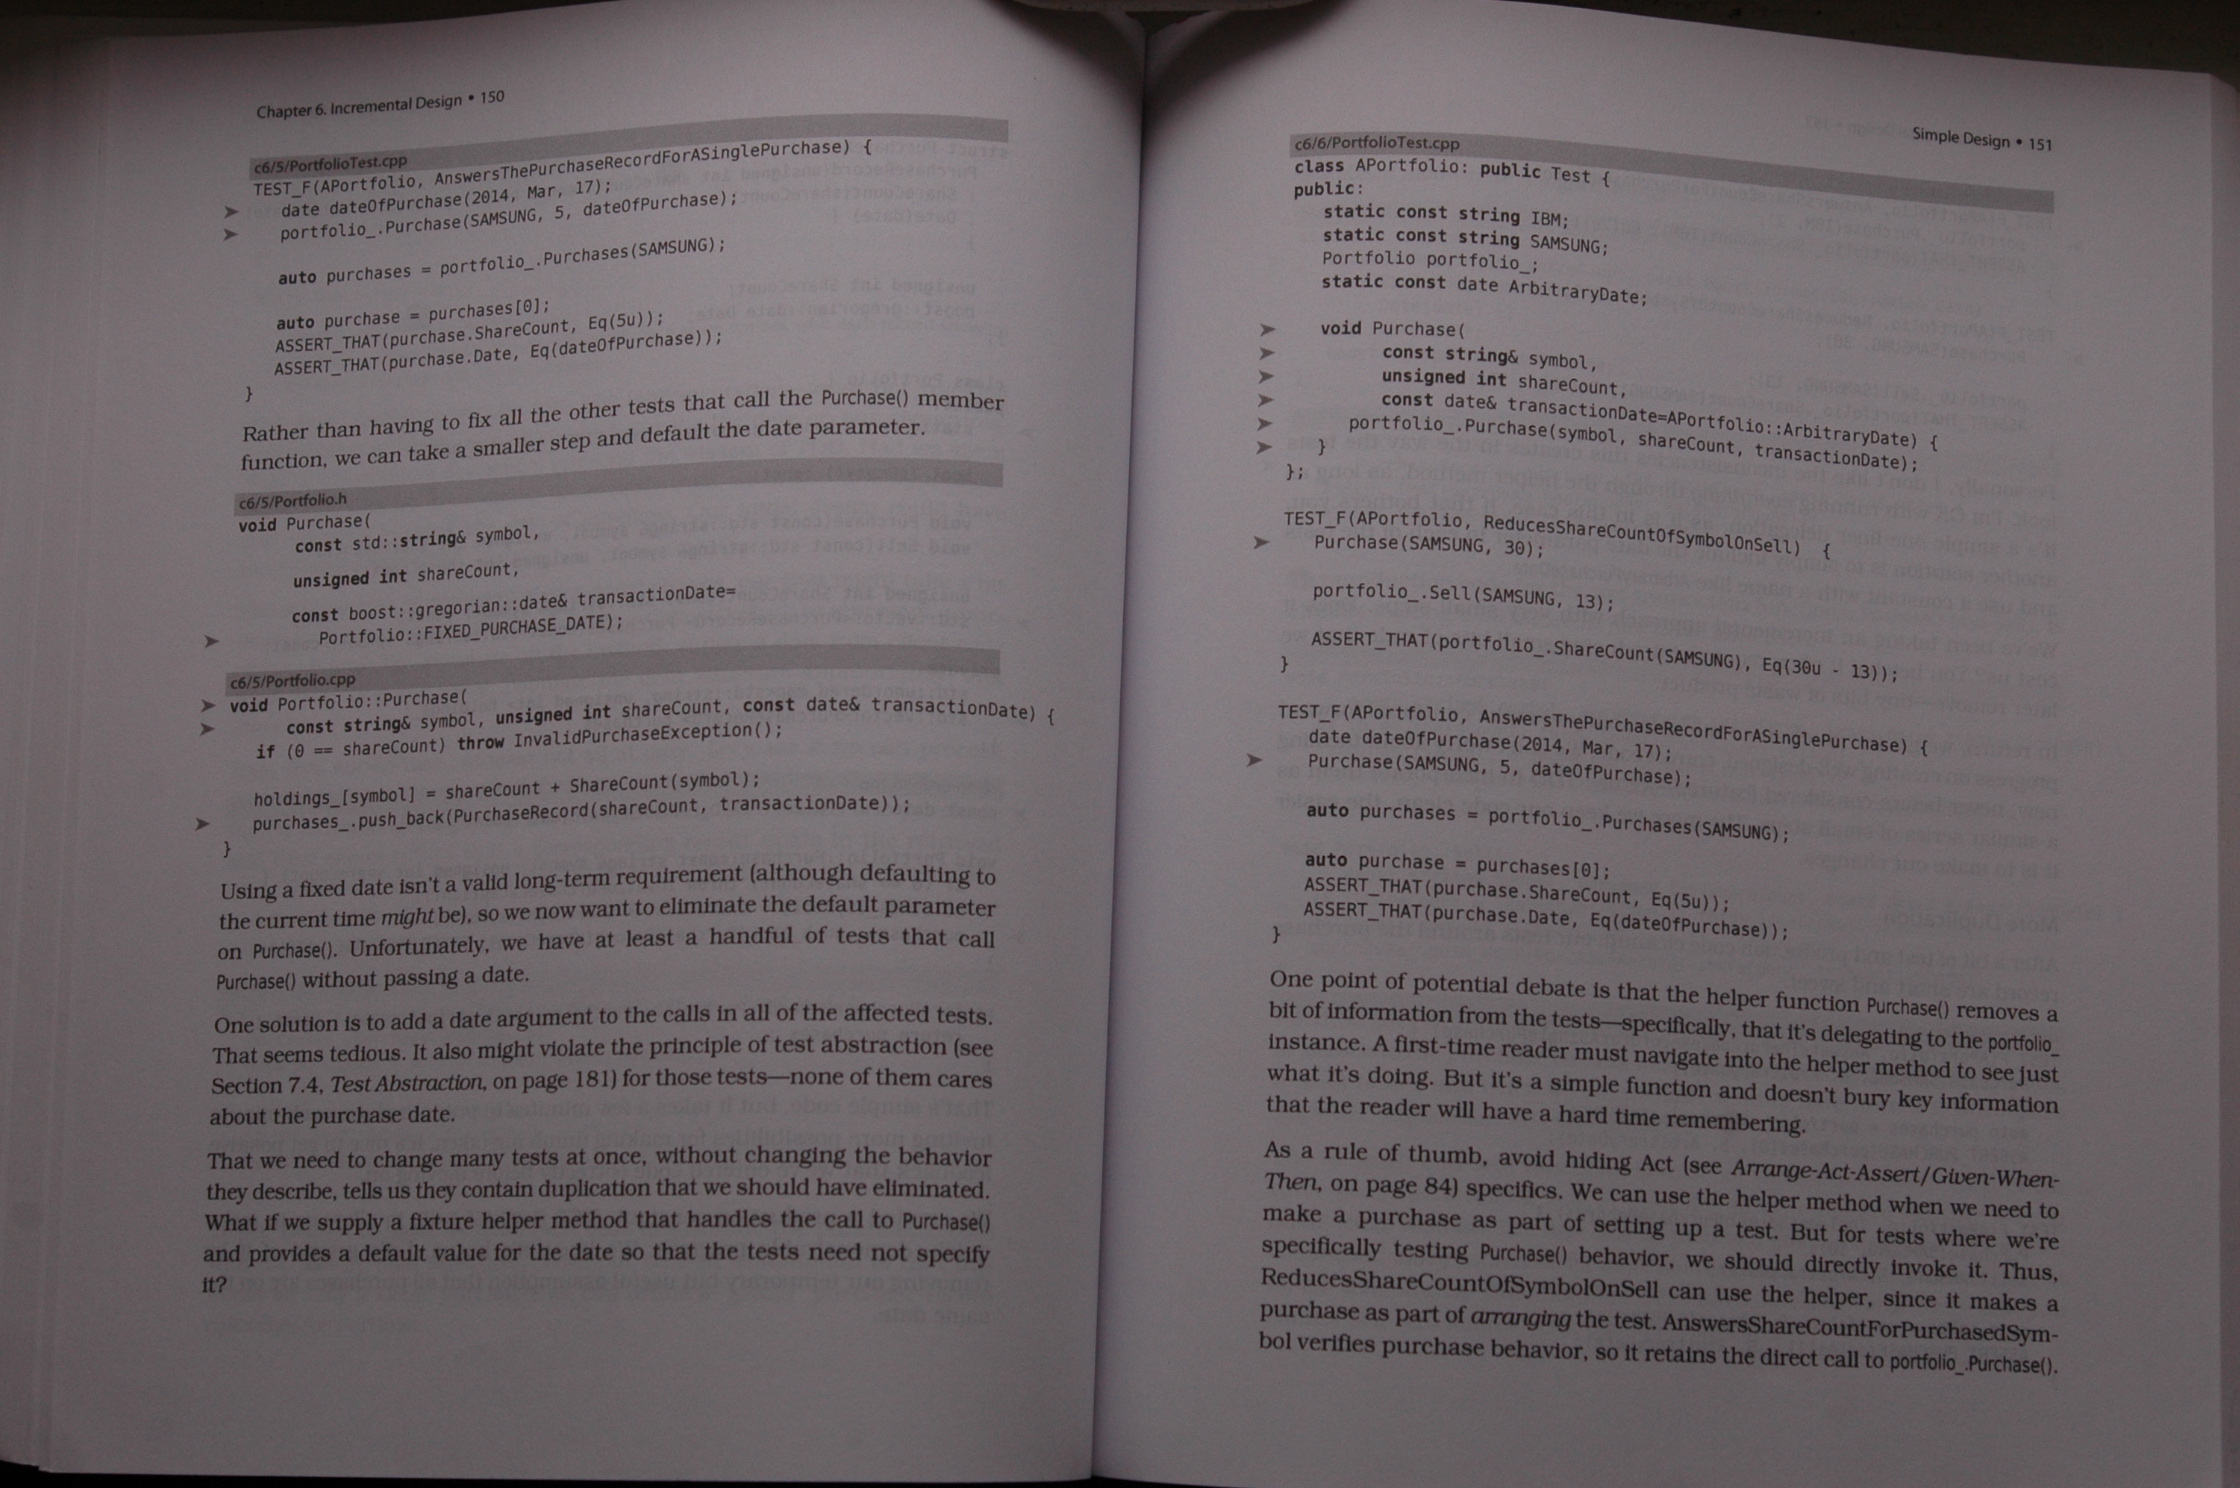 Chapter 6. Incremental Design • 150
c6/5/PortfolioTest.cpp
TEST_F(APortfolio, AnswersThePurchaseRecordForASinglePurchase) {
➤ date dateOfPurchase(2014, Mar, 17);
➤ portfolio_.Purchase(SAMSUNG, 5, dateOfPurchase);
auto purchases = portfolio_.Purchases(SAMSUNG);
auto purchase = purchases[0];
ASSERT_THAT(purchase.ShareCount, Eq(5u));
ASSERT_THAT(purchase.Date, Eq(dateOfPurchase));
}
Rather than having to fix all the other tests that call the Purchase() member
function, we can take a smaller step and default the date parameter.
c6/5/Portfolio.h
void Purchase(
const std::string& symbol,
unsigned int shareCount,
const boost::gregorian::date& transactionDate=
➤ Portfolio::FIXED_PURCHASE_DATE);
c6/5/Portfolio.cpp
➤ void Portfolio::Purchase(
➤ const string& symbol, unsigned int shareCount, const date& transactionDate) {
if (0 == shareCount) throw InvalidPurchaseException();
holdings_[symbol] = shareCount + ShareCount(symbol);
➤ purchases_.push_back(PurchaseRecord(shareCount, transactionDate));
}
Using a fixed date isn't a valid long-term requirement (although defaulting to
the current time might be), so we now want to eliminate the default parameter
on Purchase(). Unfortunately, we have at least a handful of tests that call
Purchase() without passing a date.
One solution is to add a date argument to the calls in all of the affected tests.
That seems tedious. It also might violate the principle of test abstraction (see
Section 7.4, Test Abstraction, on page 181) for those tests—none of them cares
about the purchase date.
That we need to change many tests at once, without changing the behavior
they describe, tells us they contain duplication that we should have eliminated.
What if we supply a fixture helper method that handles the call to Purchase()
and provides a default value for the date so that the tests need not specify
it?
Simple Design • 151
c6/6/PortfolioTest.cpp
class APortfolio: public Test {
public:
static const string IBM;
static const string SAMSUNG;
Portfolio portfolio_;
static const date ArbitraryDate;
➤ void Purchase(
➤ const string& symbol,
➤ unsigned int shareCount,
➤ const date& transactionDate=APortfolio::ArbitraryDate) {
➤ portfolio_.Purchase(symbol, shareCount, transactionDate);
➤ }
};
TEST_F(APortfolio, ReducesShareCountOfSymbolOnSell) {
➤ Purchase(SAMSUNG, 30);
portfolio_.Sell(SAMSUNG, 13);
ASSERT_THAT(portfolio_.ShareCount(SAMSUNG), Eq(30u - 13));
}
TEST_F(APortfolio, AnswersThePurchaseRecordForASinglePurchase) {
date dateOfPurchase(2014, Mar, 17);
➤ Purchase(SAMSUNG, 5, dateOfPurchase);
auto purchases = portfolio_.Purchases(SAMSUNG);
auto purchase = purchases[0];
ASSERT_THAT(purchase.ShareCount, Eq(5u));
ASSERT_THAT(purchase.Date, Eq(dateOfPurchase));
}
One point of potential debate is that the helper function Purchase() removes a
bit of information from the tests—specifically, that it's delegating to the portfolio_
instance. A first-time reader must navigate into the helper method to see just
what it's doing. But it's a simple function and doesn't bury key information
that the reader will have a hard time remembering.
As a rule of thumb, avoid hiding Act (see Arrange-Act-Assert/Given-When-
Then, on page 84) specifics. We can use the helper method when we need to
make a purchase as part of setting up a test. But for tests where we're
specifically testing Purchase() behavior, we should directly invoke it. Thus,
ReducesShareCountOfSymbolOnSell can use the helper, since it makes a
purchase as part of arranging the test. AnswersShareCountForPurchasedSym-
bol verifies purchase behavior, so it retains the direct call to portfolio_.Purchase().